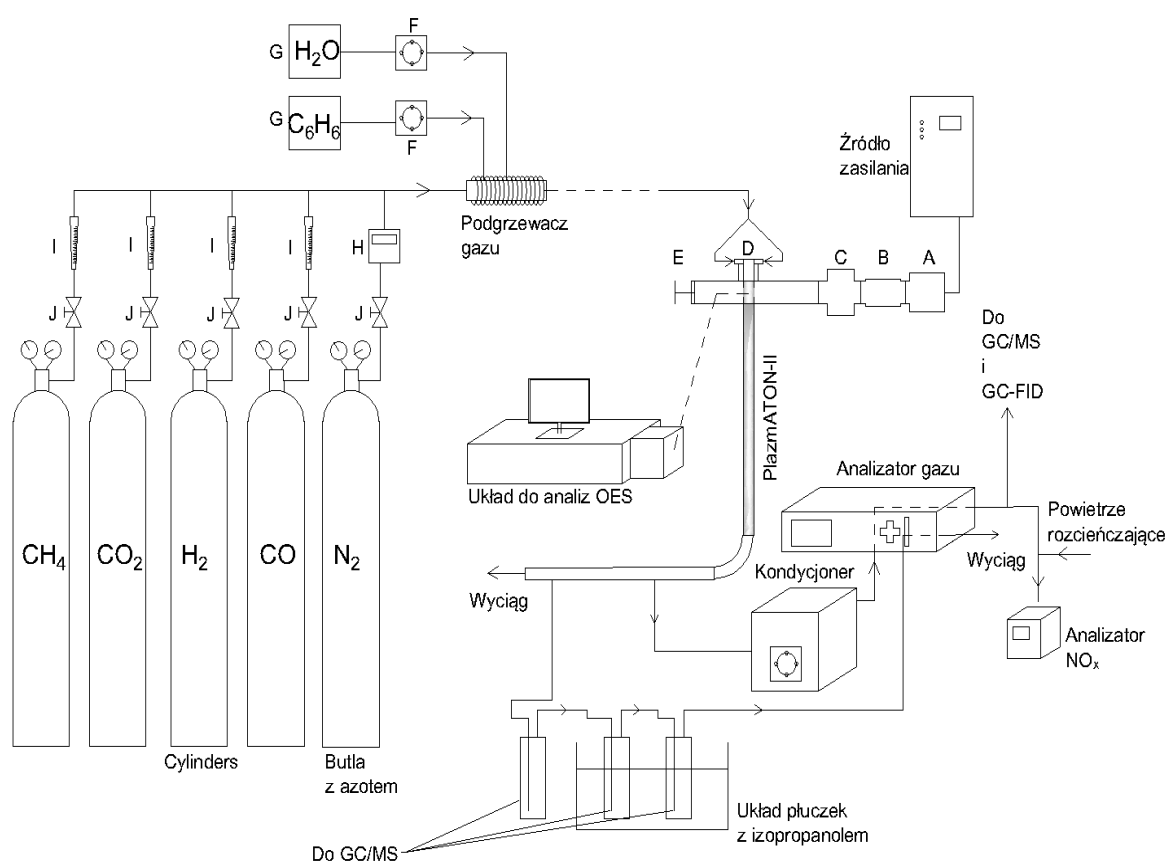 F
G H₂O
G C₆H₆
F
Źródło
zasilania
Podgrzewacz
gazu
I I I I H
D
E C B A
J J J J J
Do
GC/MS
i
GC-FID
PlazmATON-II
Układ do analiz OES
Analizator gazu
Powietrze
rozcieńczające
Wyciąg
CH₄ CO₂ H₂ CO N₂
Kondycjoner
Wyciąg
Analizator
NOₓ
Cylinders
Butla
z azotem
Układ płuczek
z izopropanolem
Do GC/MS